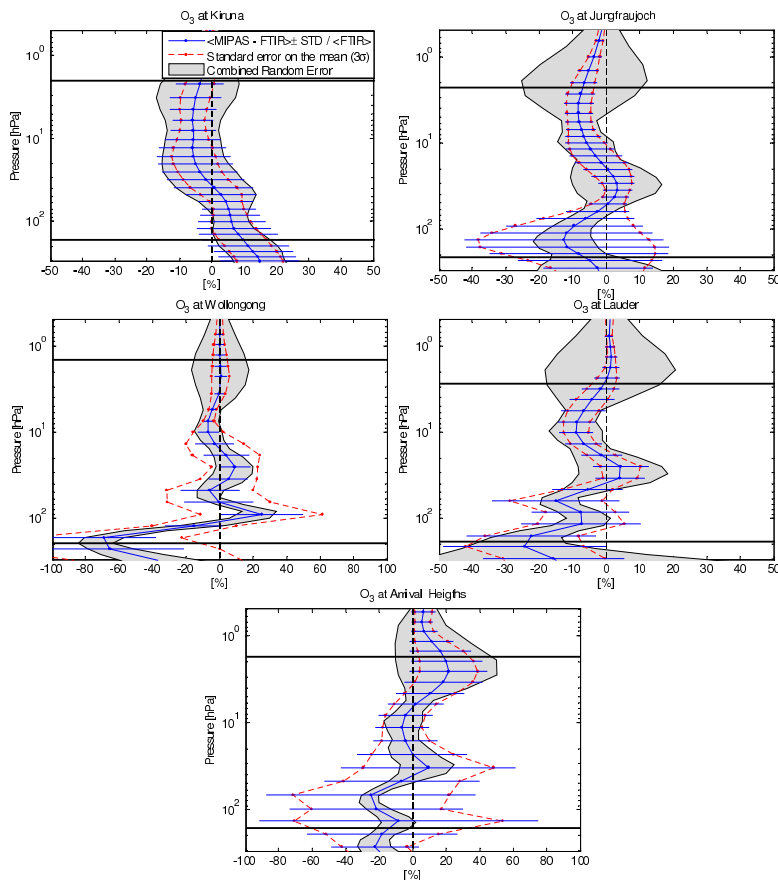 O3 at Kiruna
<MIPAS - FTIR>± STD / <FTIR>
Standard error on the mean (3σ)
Combined Random Error
Pressure [hPa]
10^0
10^1
10^2
-50 -40 -30 -20 -10 0 10 20 30 40 50
[%]
O3 at Jungfraujoch
Pressure [hPa]
10^0
10^1
10^2
-50 -40 -30 -20 -10 0 10 20 30 40 50
[%]
O3 at Wollongong
Pressure [hPa]
10^0
10^1
10^2
-100 -80 -60 -40 -20 0 20 40 60 80 100
[%]
O3 at Lauder
Pressure [hPa]
10^0
10^1
10^2
-50 -40 -30 -20 -10 0 10 20 30 40 50
[%]
O3 at Arrival Heigths
Pressure [hPa]
10^0
10^1
10^2
-100 -80 -60 -40 -20 0 20 40 60 80 100
[%]